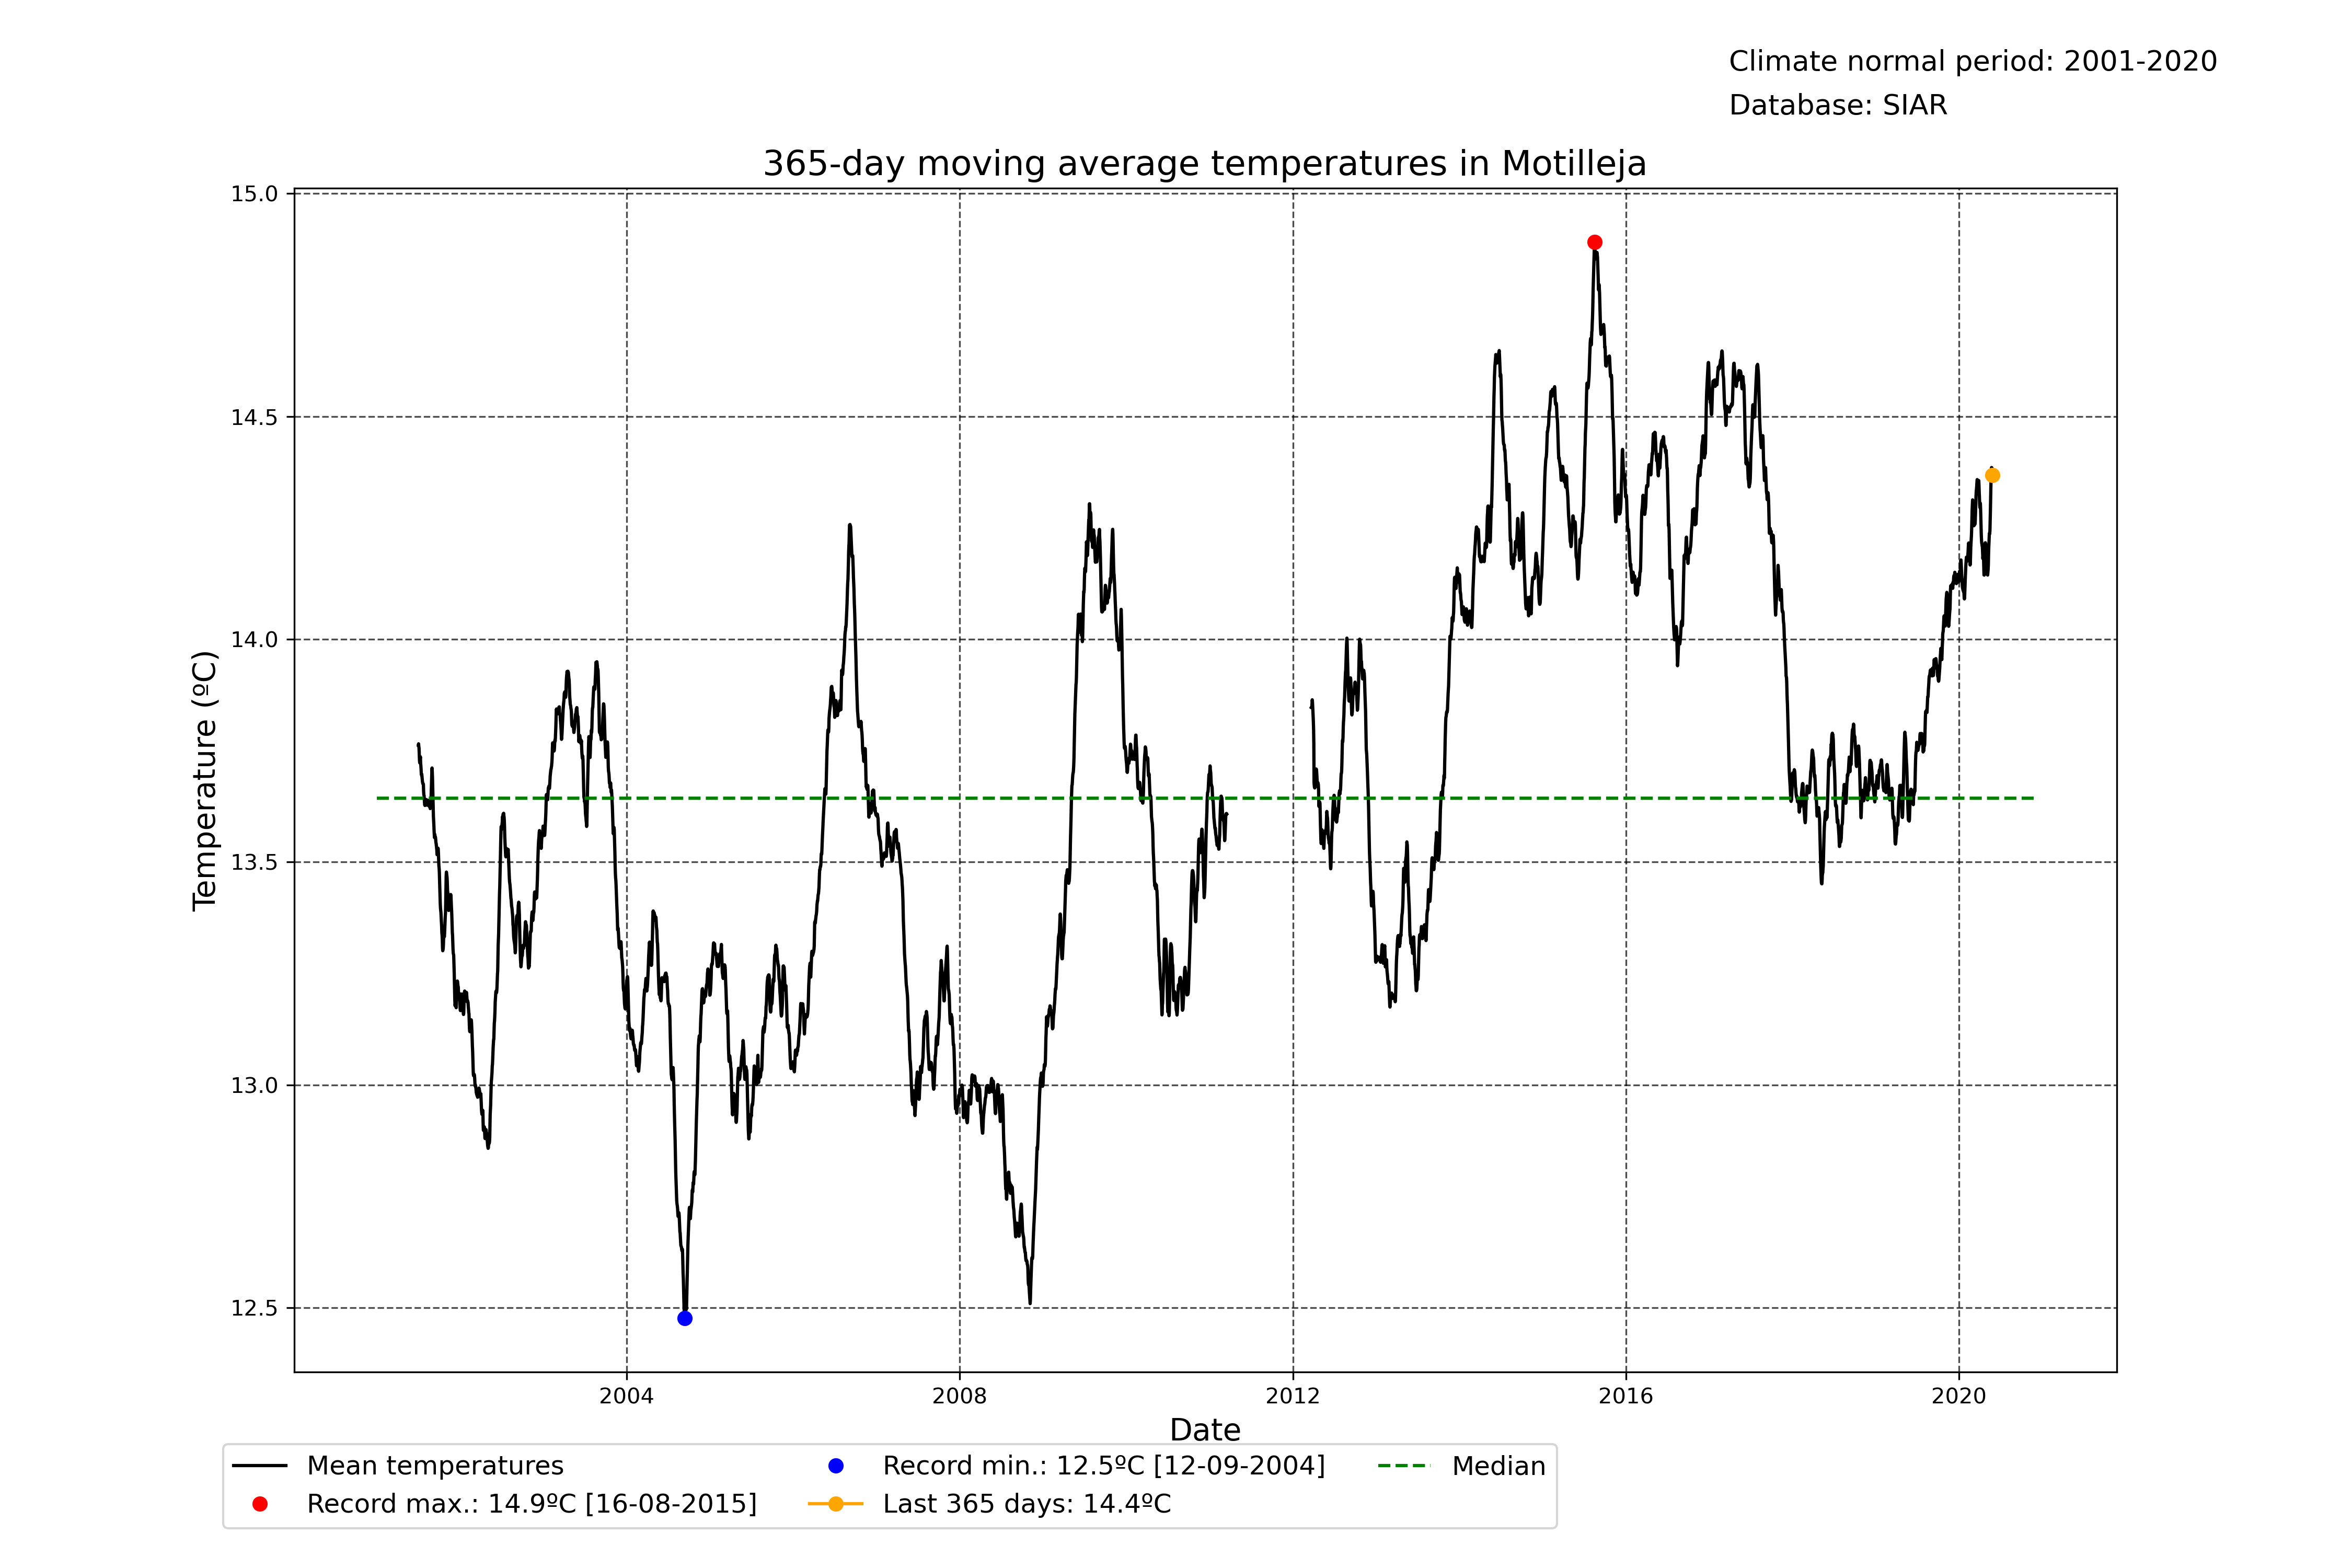 Climate normal period: 2001-2020
Database: SIAR
365-day moving average temperatures in Motilleja
15.0
14.5
14.0
13.5
13.0
12.5
Temperature (ºC)
2004 2008 2012 2016 2020
Date
Mean temperatures
Record max.: 14.9ºC [16-08-2015]
Record min.: 12.5ºC [12-09-2004]
Last 365 days: 14.4ºC
Median